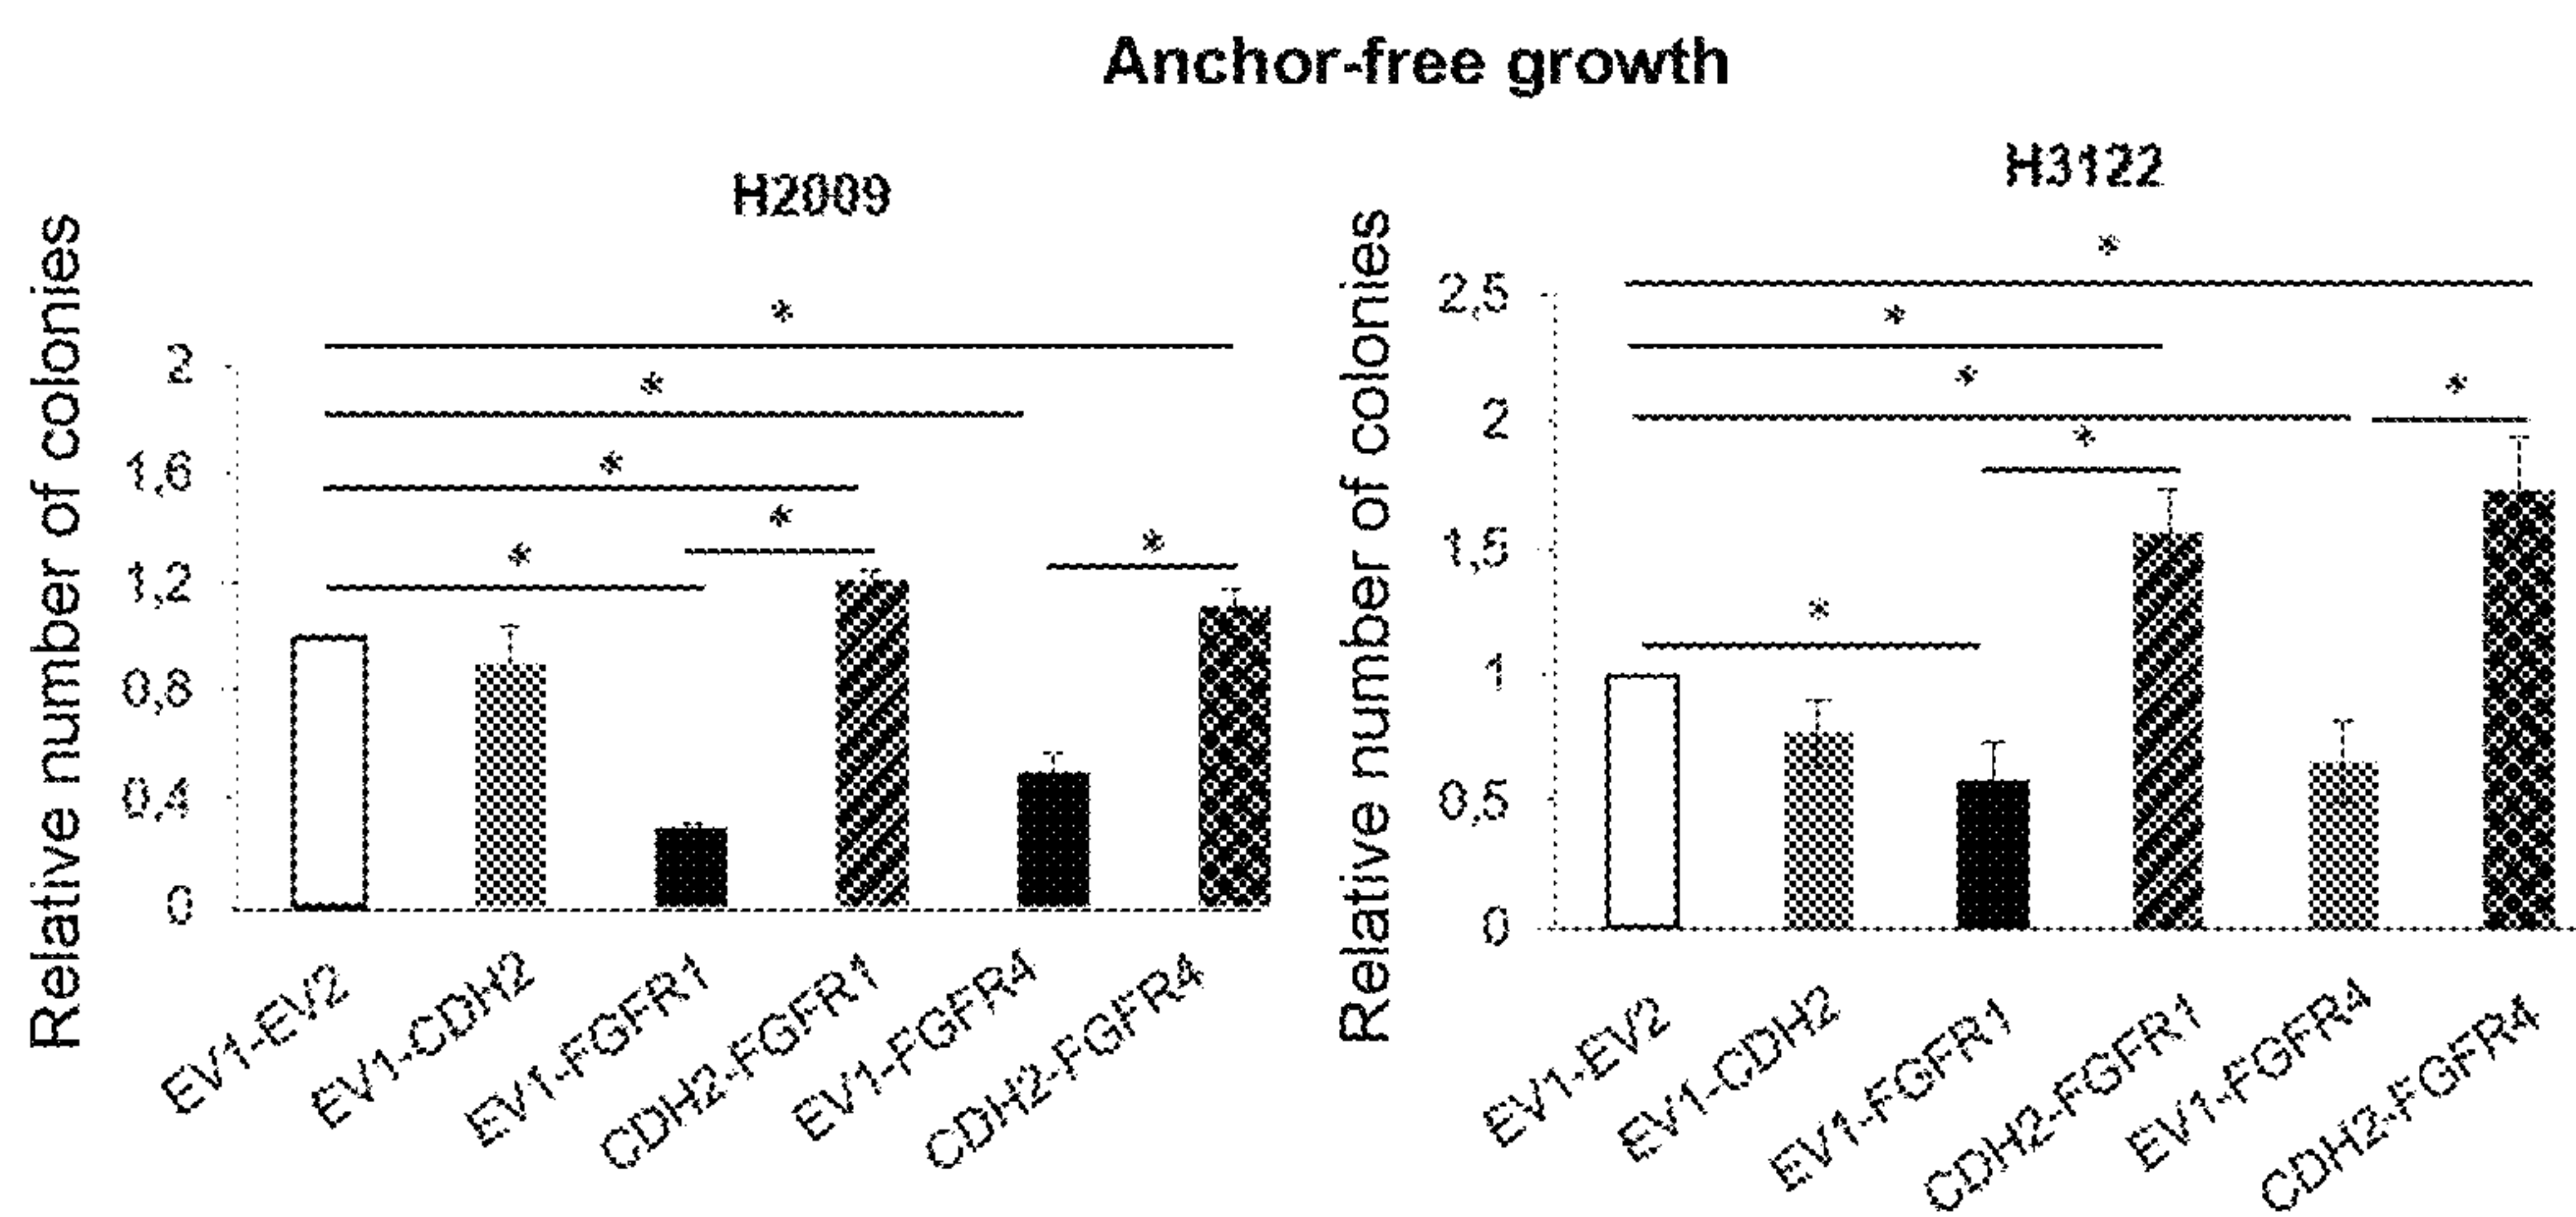 Anchor-free growth
H2009
Relative number of colonies
2
1,6
1,2
0,8
0,4
0
*
*
*
*
*
*
EV1-EV2
EV1-CDH2
EV1-FGFR1
CDH2-FGFR1
EV1-FGFR4
CDH2-FGFR4
H3122
Relative number of colonies
2,5
2
1,5
1
0,5
0
*
*
*
*
*
*
EV1-EV2
EV1-CDH2
EV1-FGFR1
CDH2-FGFR1
EV1-FGFR4
CDH2-FGFR4